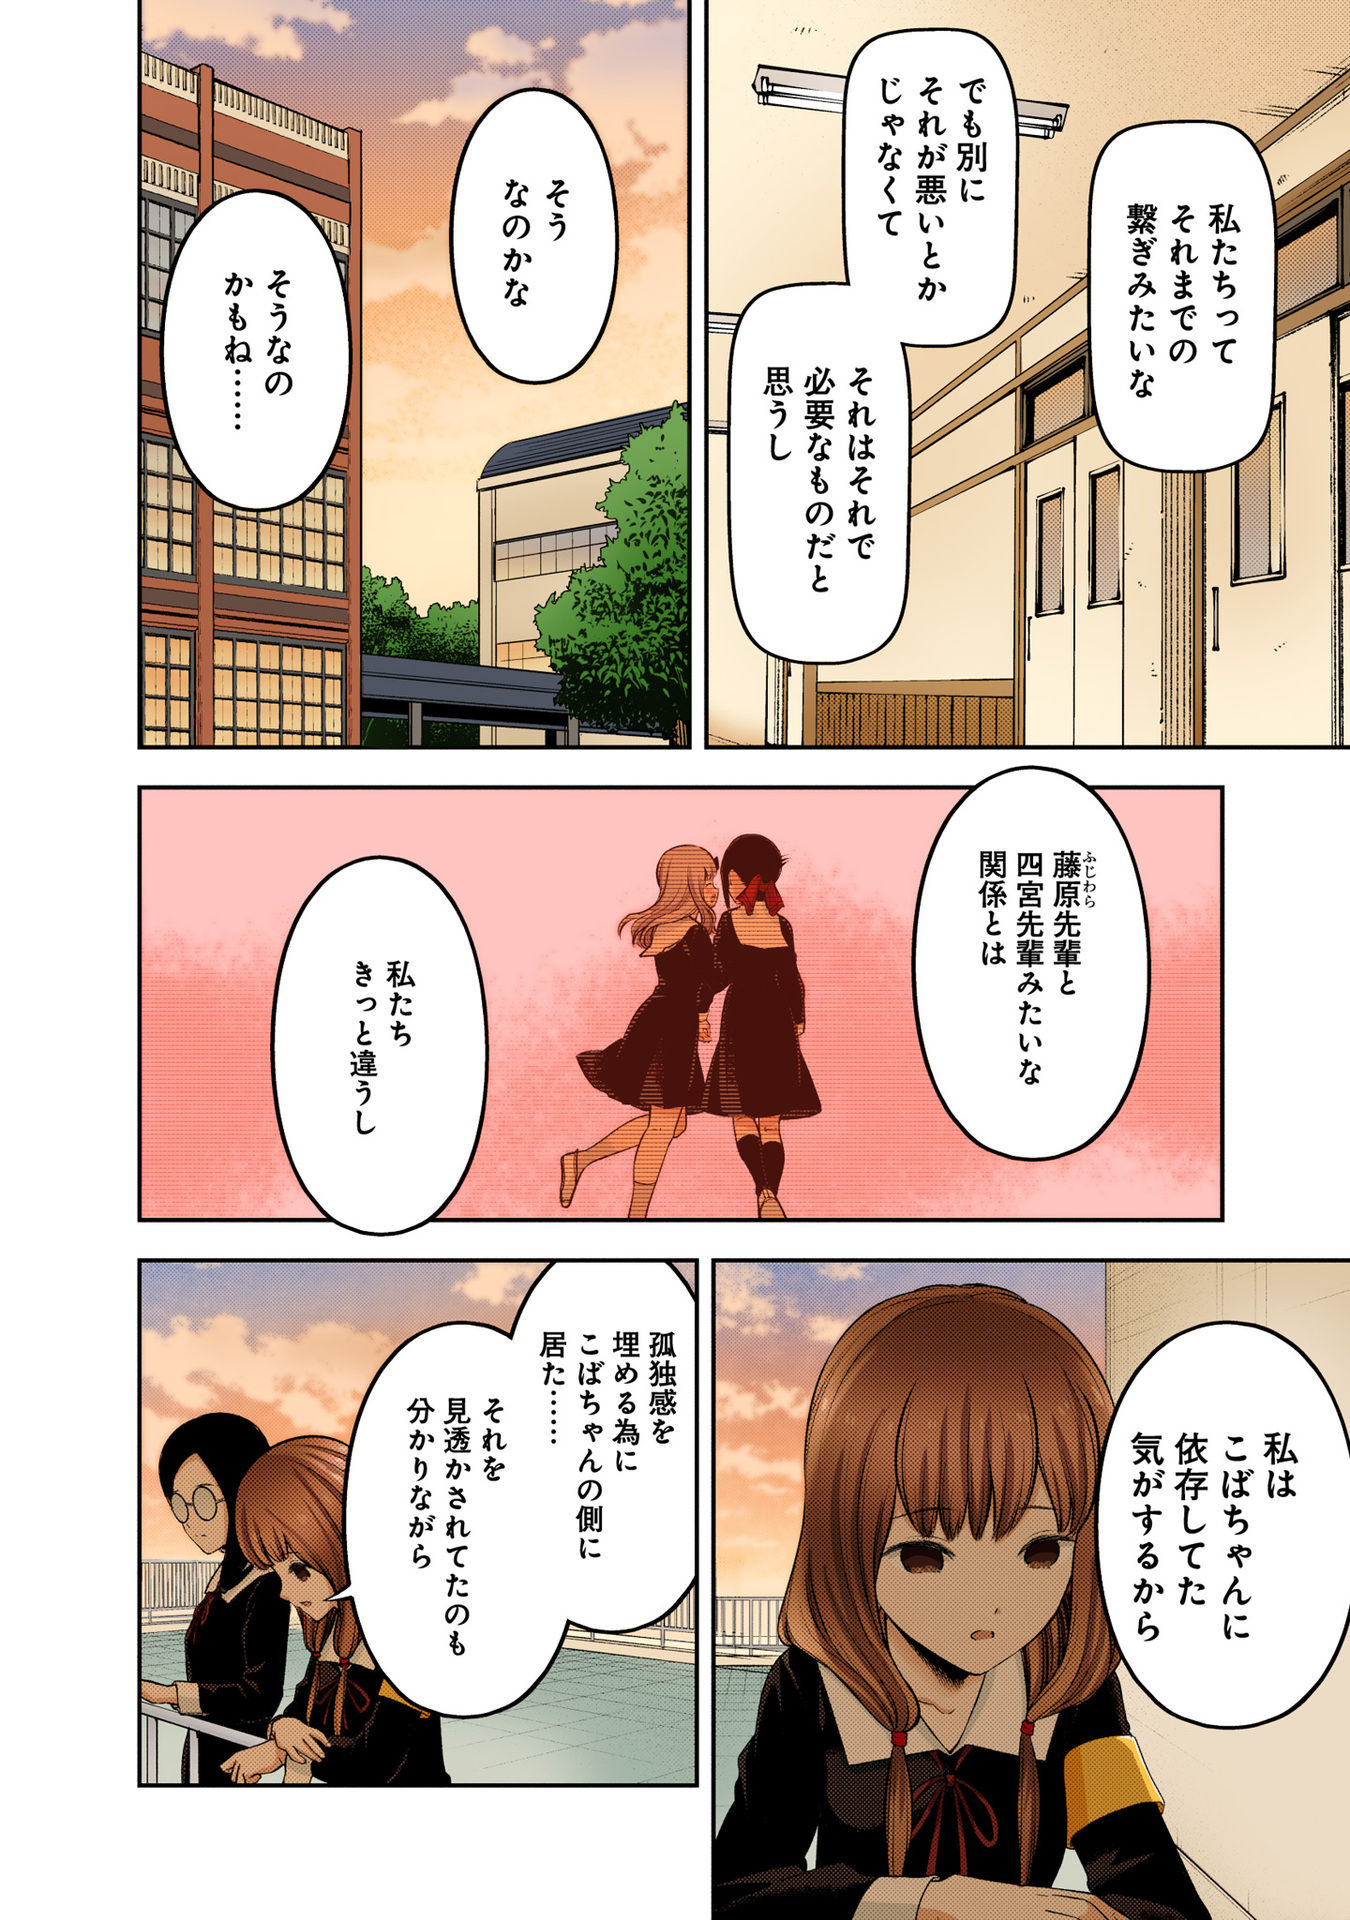 私たちって
それまでの
繋ぎみたいな
でも別に
それが悪いとか
じゃなくて
それはそれで
必要なものだと
思うし
そう
なのかな
そうなの
かもね……
藤原先輩と
ふじわら
四宮先輩みたいな
関係とは
私たち
きっと違うし
私は
こばちゃんに
依存してた
気がするから
孤独感を
埋める為に
こばちゃんの側に
居た……
それを
見透かされてたのも
分かりながら